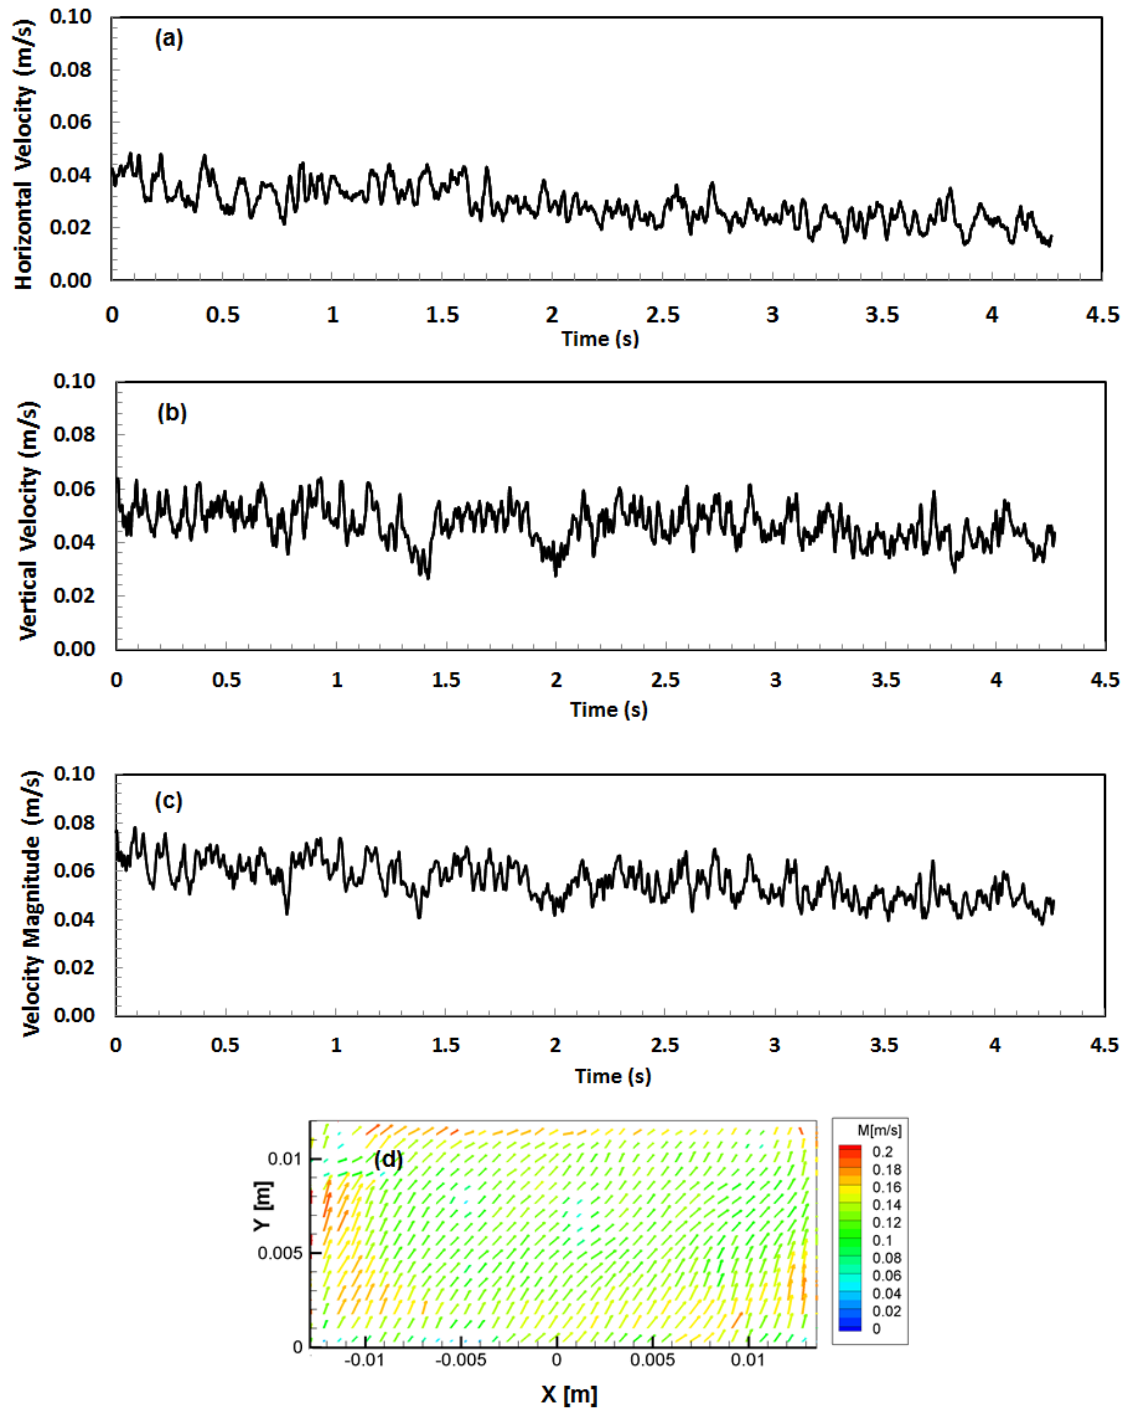 (a)
Horizontal Velocity (m/s)
0.10
0.08
0.06
0.04
0.02
0.00
0 0.5 1 1.5 2 2.5 3 3.5 4 4.5
Time (s)
(b)
Vertical Velocity (m/s)
0.10
0.08
0.06
0.04
0.02
0.00
0 0.5 1 1.5 2 2.5 3 3.5 4 4.5
Time (s)
(c)
Velocity Magnitude (m/s)
0.10
0.08
0.06
0.04
0.02
0.00
0 0.5 1 1.5 2 2.5 3 3.5 4 4.5
Time (s)
(d)
Y [m]
0.01
0.005
0
-0.01 -0.005 0 0.005 0.01
X [m]
M[m/s]
0.2
0.18
0.16
0.14
0.12
0.1
0.08
0.06
0.04
0.02
0